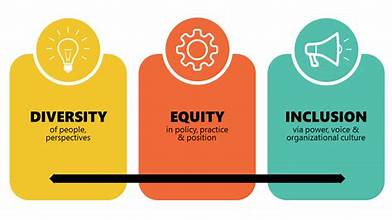 DIVERSITY
of people,
perspectives
EQUITY
in policy, practice
& position
INCLUSION
via power, voice &
organizational culture